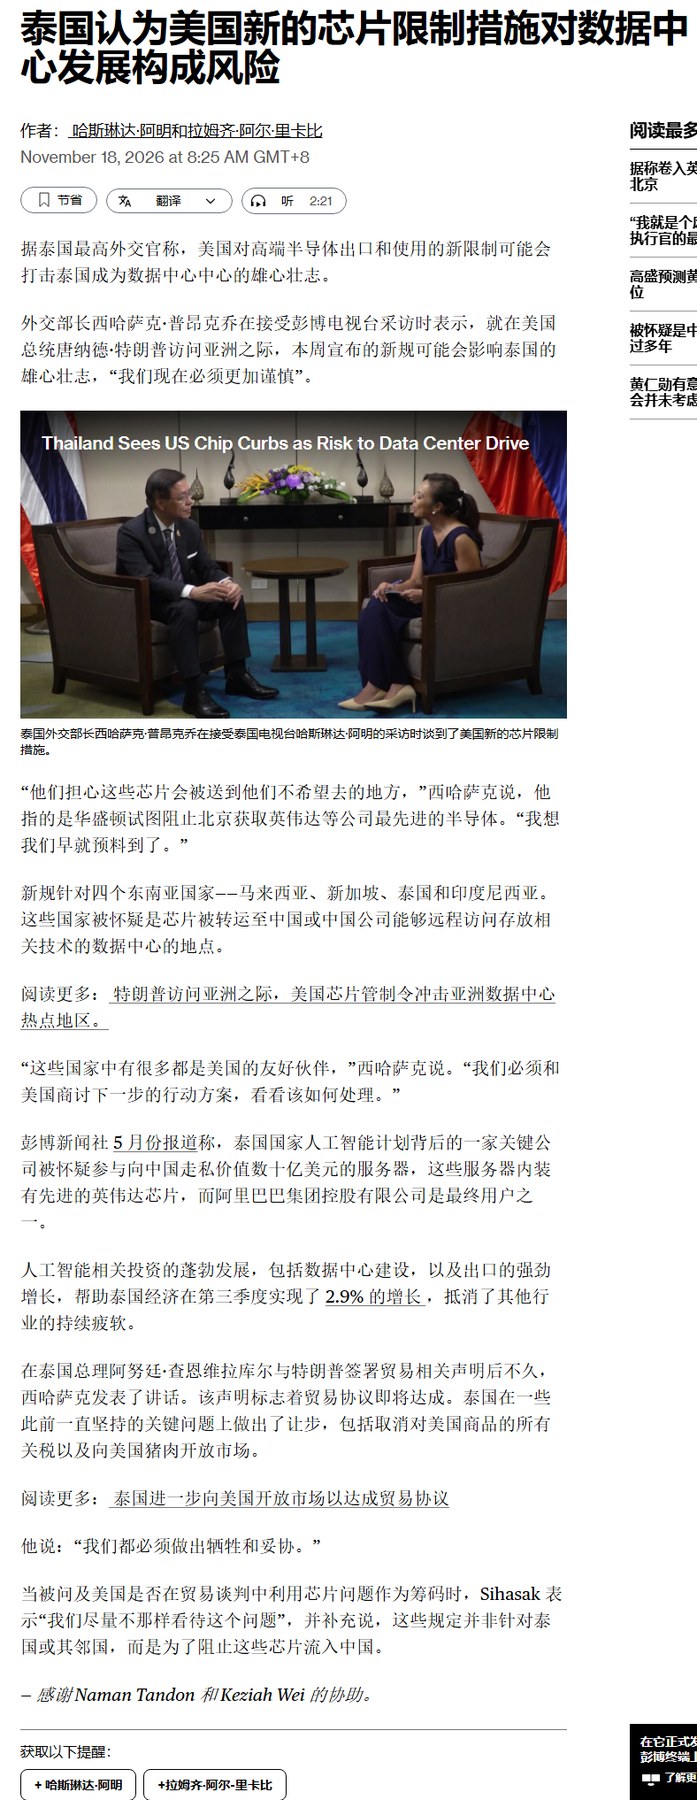 泰国认为美国新的芯片限制措施对数据中
心发展构成风险
作者： 哈斯琳达·阿明和拉姆齐·阿尔·里卡比
November 18, 2026 at 8:25 AM GMT+8
节省
翻译
听 2:21
据泰国最高外交官称，美国对高端半导体出口和使用的新限制可能会
打击泰国成为数据中心中心的雄心壮志。
外交部长西哈萨克·普昂克乔在接受彭博电视台采访时表示，就在美国
总统唐纳德·特朗普访问亚洲之际，本周宣布的新规可能会影响泰国的
雄心壮志，“我们现在必须更加谨慎”。
Thailand Sees US Chip Curbs as Risk to Data Center Drive
泰国外交部长西哈萨克·普昂克乔在接受泰国电视台哈斯琳达·阿明的采访时谈到了美国新的芯片限制
措施。
“他们担心这些芯片会被送到他们不希望去的地方，”西哈萨克说，他
指的是华盛顿试图阻止北京获取英伟达等公司最先进的半导体。“我想
我们早就预料到了。”
新规针对四个东南亚国家——马来西亚、新加坡、泰国和印度尼西亚。
这些国家被怀疑是芯片被转运至中国或中国公司能够远程访问存放相
关技术的数据中心的地点。
阅读更多： 特朗普访问亚洲之际，美国芯片管制令冲击亚洲数据中心
热点地区。
“这些国家中有很多都是美国的友好伙伴，”西哈萨克说。“我们必须和
美国商讨下一步的行动方案，看看该如何处理。”
彭博新闻社 5 月份报道称，泰国国家人工智能计划背后的一家关键公
司被怀疑参与向中国走私价值数十亿美元的服务器，这些服务器内装
有先进的英伟达芯片，而阿里巴巴集团控股有限公司是最终用户之
一。
人工智能相关投资的蓬勃发展，包括数据中心建设，以及出口的强劲
增长，帮助泰国经济在第三季度实现了 2.9% 的增长 ，抵消了其他行
业的持续疲软。
在泰国总理阿努廷·查恩维拉库尔与特朗普签署贸易相关声明后不久，
西哈萨克发表了讲话。该声明标志着贸易协议即将达成。泰国在一些
此前一直坚持的关键问题上做出了让步，包括取消对美国商品的所有
关税以及向美国猪肉开放市场。
阅读更多： 泰国进一步向美国开放市场以达成贸易协议
他说：“我们都必须做出牺牲和妥协。”
当被问及美国是否在贸易谈判中利用芯片问题作为筹码时，Sihasak 表
示“我们尽量不那样看待这个问题”，并补充说，这些规定并非针对泰
国或其邻国，而是为了阻止这些芯片流入中国。
– 感谢 Naman Tandon 和 Keziah Wei 的协助。
获取以下提醒：
+ 哈斯琳达·阿明
+拉姆齐·阿尔-里卡比
阅读最多
据称卷入英
北京
“我就是个
执行官的最
高盛预测黄
位
被怀疑是中
过多年
黄仁勋有意
会并未考虑
在它正式发
彭博终端上
了解更